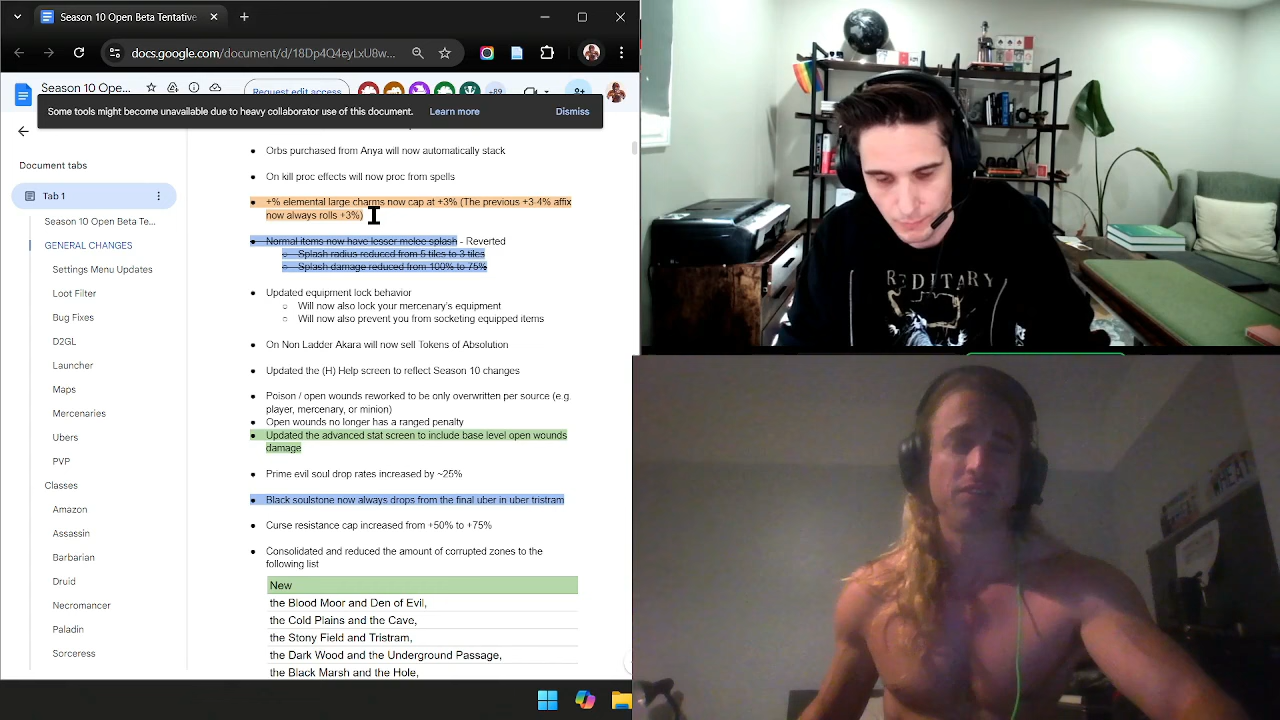 Season 10 Open Beta Tentative
docs.google.com/document/d/18Dp4Q4eyLxU8w...
Season 10 Ope...
Request edit access
+89
Some tools might become unavailable due to heavy collaborator use of this document.
Learn more
Dismiss
Document tabs
Tab 1
Season 10 Open Beta Te...
GENERAL CHANGES
Settings Menu Updates
Loot Filter
Bug Fixes
D2GL
Launcher
Maps
Mercenaries
Ubers
PVP
Classes
Amazon
Assassin
Barbarian
Druid
Necromancer
Paladin
Sorceress
Orbs purchased from Anya will now automatically stack
On kill proc effects will now proc from spells
+% elemental large charms now cap at +3% (The previous +3-4% affix
now always rolls +3%)
Normal items now have lesser melee splash - Reverted
Splash radius reduced from 5 tiles to 3 tiles
Splash damage reduced from 100% to 75%
Updated equipment lock behavior
Will now also lock your mercenary's equipment
Will now also prevent you from socketing equipped items
On Non Ladder Akara will now sell Tokens of Absolution
Updated the (H) Help screen to reflect Season 10 changes
Poison / open wounds reworked to be only overwritten per source (e.g.
player, mercenary, or minion)
Open wounds no longer has a ranged penalty
Updated the advanced stat screen to include base level open wounds
damage
Prime evil soul drop rates increased by ~25%
Black soulstone now always drops from the final uber in uber tristram
Curse resistance cap increased from +50% to +75%
Consolidated and reduced the amount of corrupted zones to the
following list
New
the Blood Moor and Den of Evil,
the Cold Plains and the Cave,
the Stony Field and Tristram,
the Dark Wood and the Underground Passage,
the Black Marsh and the Hole,